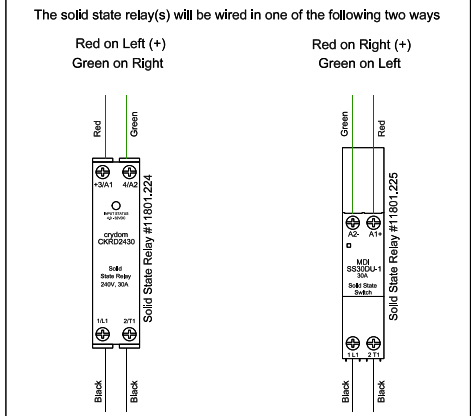 The solid state relay(s) will be wired in one of the following two ways
Red on Left (+)
Green on Right
Red
Green
+3/A1
4/A2
INPUT STATUS
crydom
CKRD2430
Solid
State Relay
240V, 30A
1/L1
2/T1
Solid State Relay #11801.224
Black
Black
Red on Right (+)
Green on Left
Green
Red
A2-
A1+
MDI
SS30DU-1
30A
Solid State
Switch
1 L1
2 T1
Solid State Relay #11801.225
Black
Black